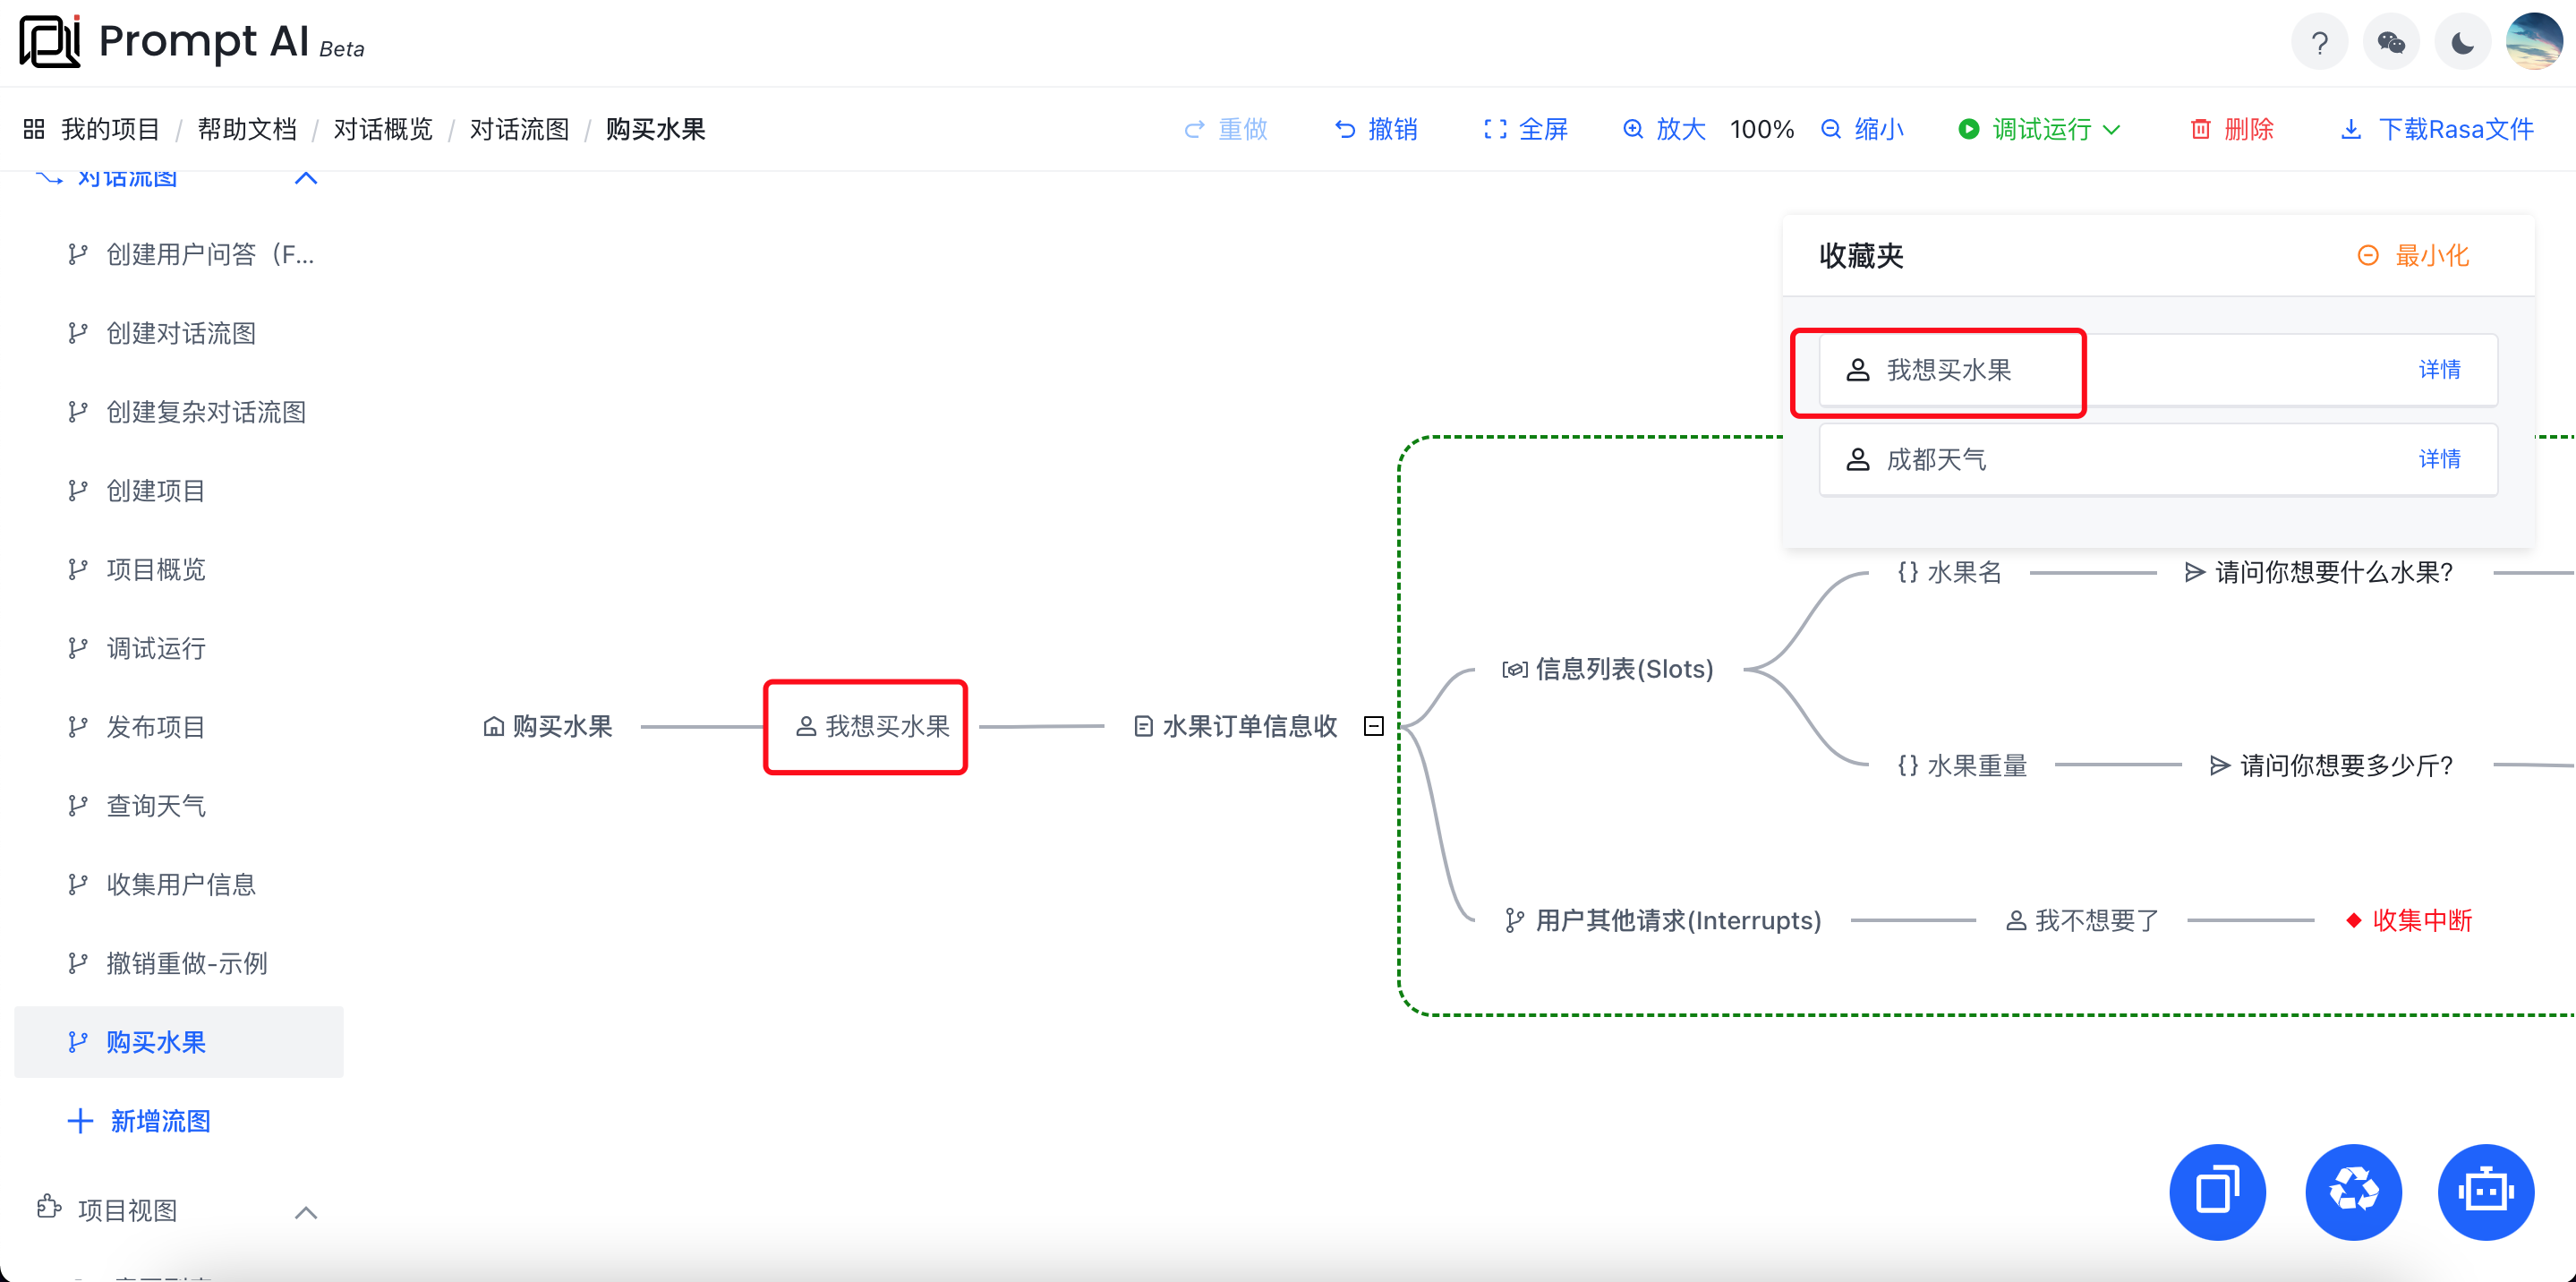 Prompt AI Beta
我的项目 / 帮助文档 / 对话概览 / 对话流图 / 购买水果
重做 撤销 全屏 放大 100% 缩小 调试运行 删除 下载Rasa文件
对话流图
创建用户问答（F...
创建对话流图
创建复杂对话流图
创建项目
项目概览
调试运行
发布项目
查询天气
收集用户信息
撤销重做-示例
购买水果
新增流图
项目视图
收藏夹 最小化
我想买水果 详情
成都天气 详情
购买水果
我想买水果
水果订单信息收
信息列表(Slots)
{} 水果名
请问你想要什么水果?
{} 水果重量
请问你想要多少斤?
用户其他请求(Interrupts)
我不想要了
收集中断